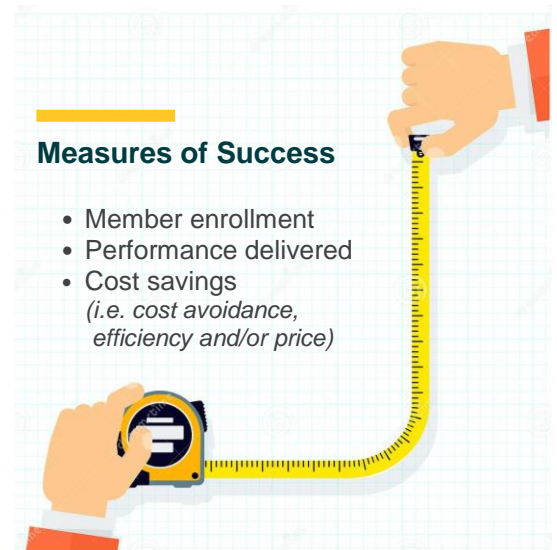 Measures of Success
• Member enrollment
• Performance delivered
• Cost savings
(i.e. cost avoidance,
efficiency and/or price)